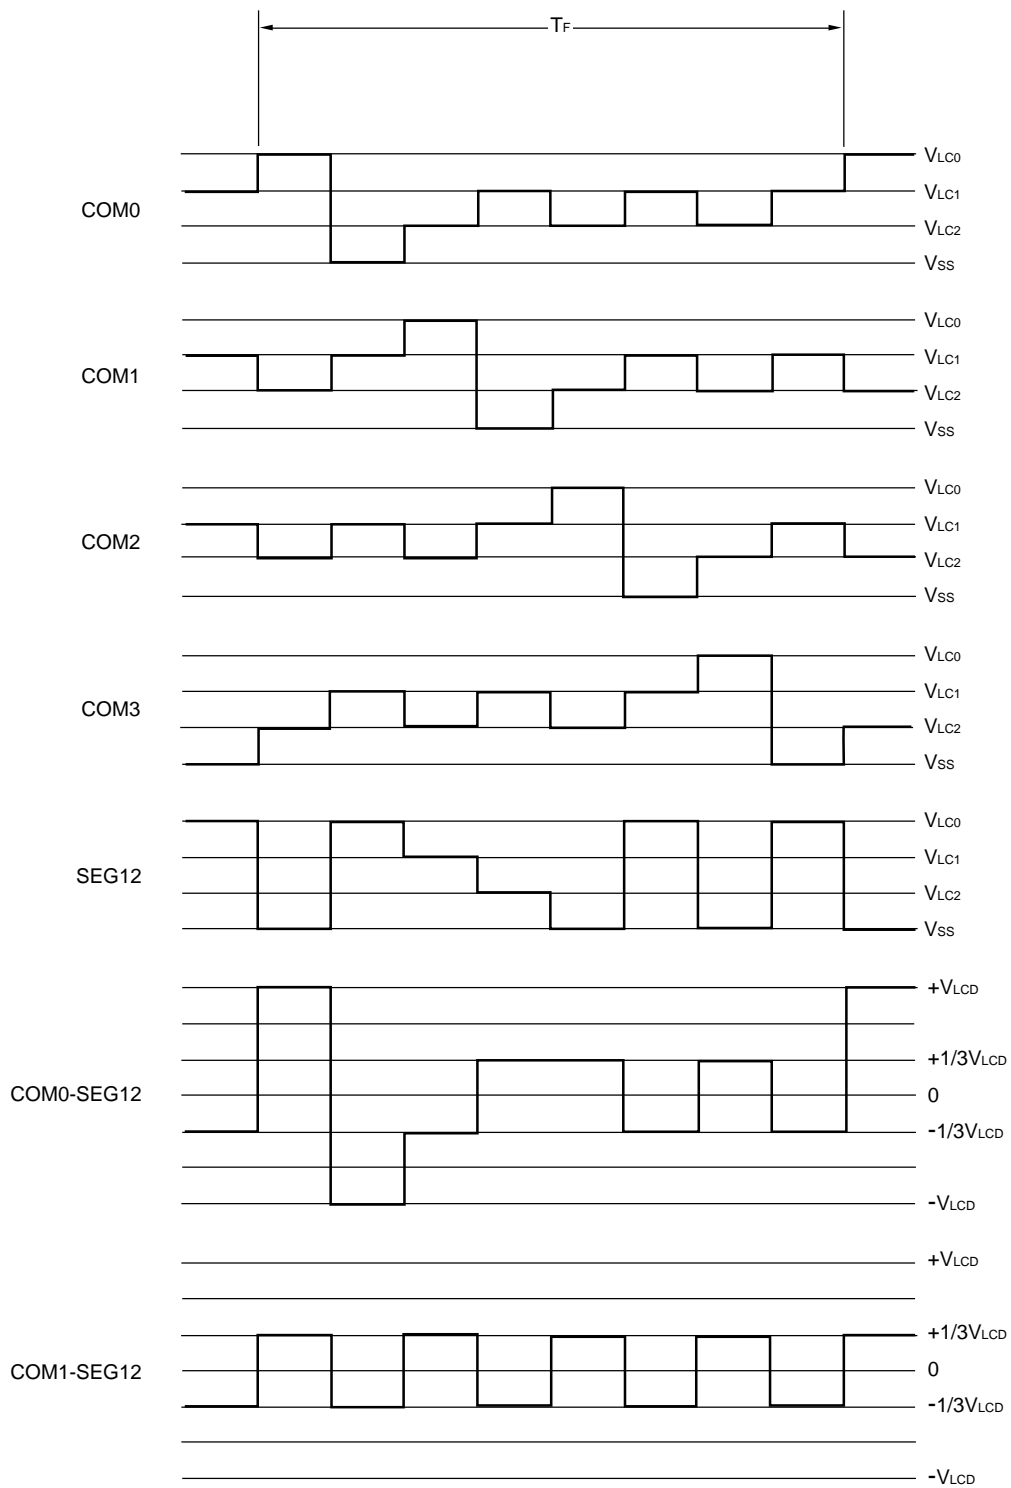 TF
VLC0
COM0
VLC1
VLC2
VSS
VLC0
COM1
VLC1
VLC2
VSS
VLC0
COM2
VLC1
VLC2
VSS
VLC0
COM3
VLC1
VLC2
VSS
VLC0
VLC1
SEG12
VLC2
VSS
+VLCD
+1/3VLCD
COM0-SEG12
0
-1/3VLCD
-VLCD
+VLCD
+1/3VLCD
COM1-SEG12
0
-1/3VLCD
-VLCD